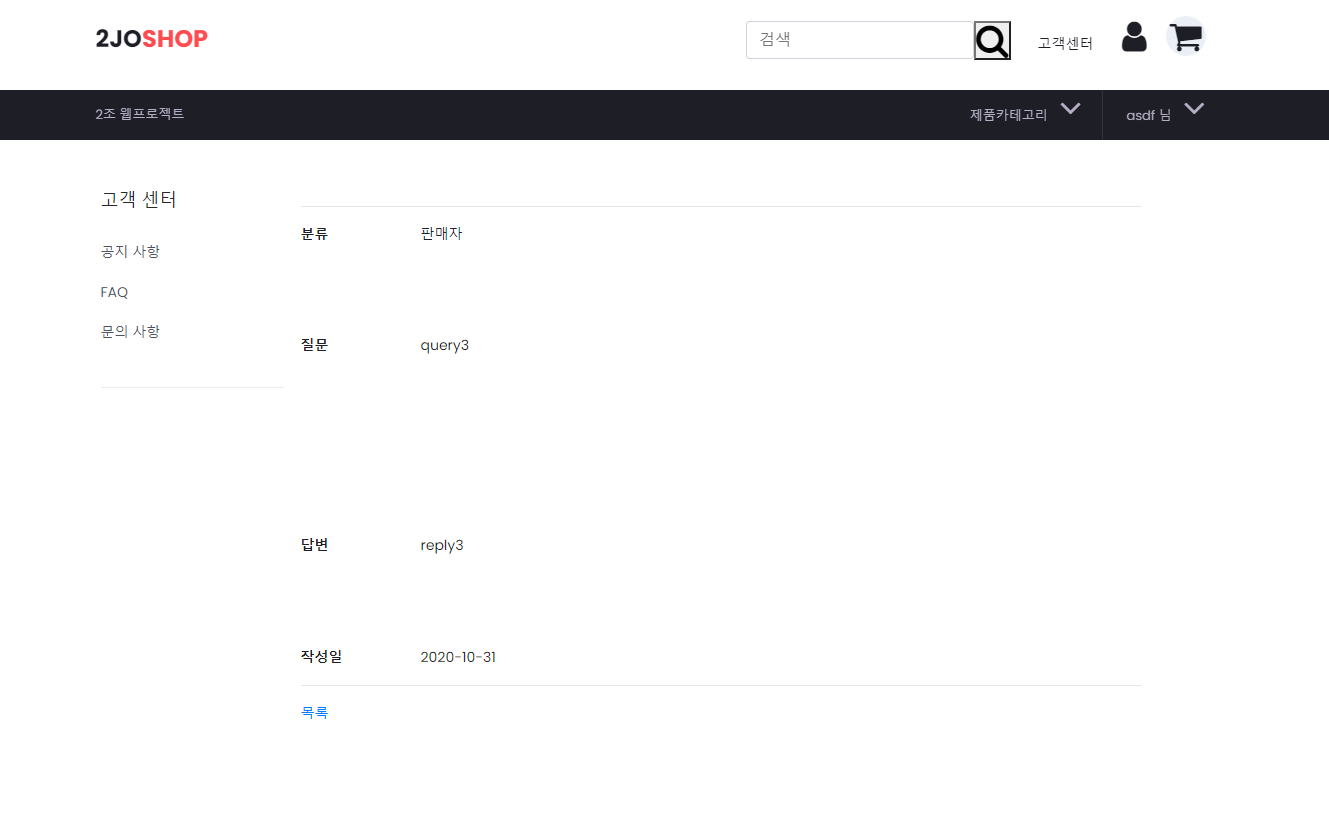 2JOSHOP
검색
고객센터
2조 웹프로젝트
제품카테고리
asdf 님
고객 센터
공지 사항
FAQ
문의 사항
분류 판매자
질문 query3
답변 reply3
작성일 2020-10-31
목록